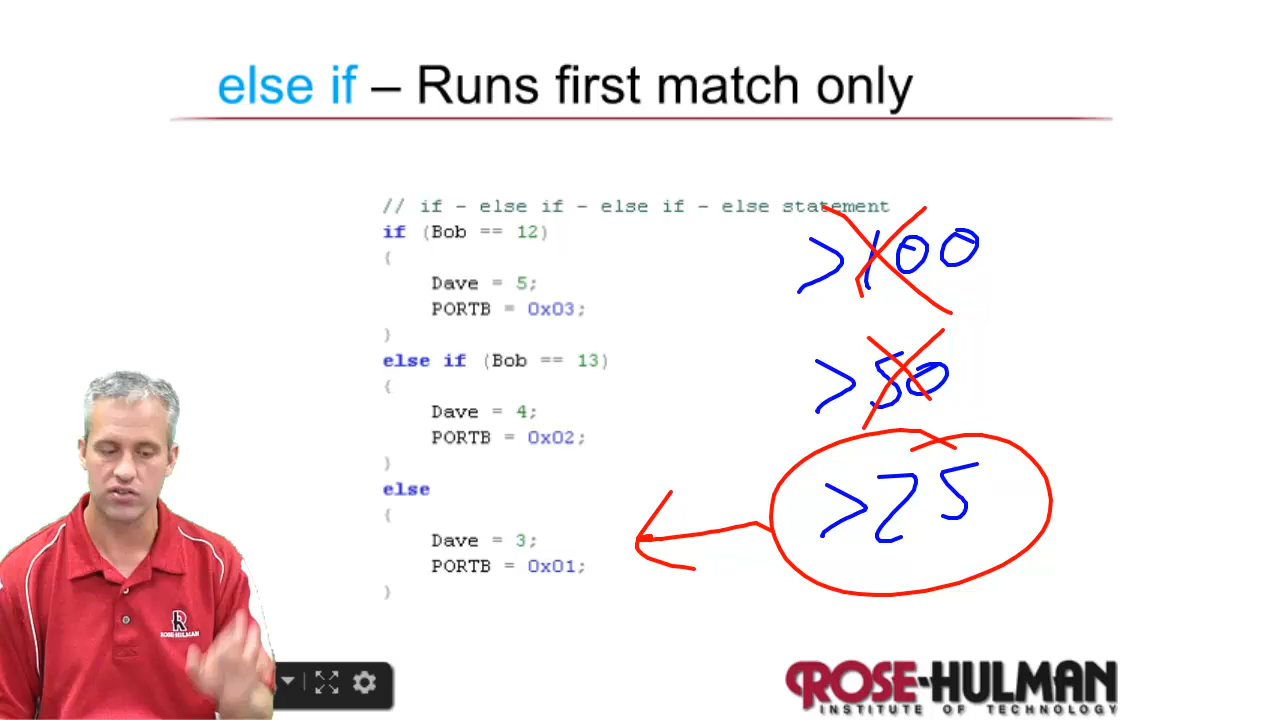 else if – Runs first match only
// if - else if - else if - else statement
if (Bob == 12)
{
Dave = 5;
PORTB = 0x03;
}
else if (Bob == 13)
{
Dave = 4;
PORTB = 0x02;
}
else
{
Dave = 3;
PORTB = 0x01;
}
>100
>50
>25
R
ROSE-HULMAN
ROSE-HULMAN
INSTITUTE OF TECHNOLOGY